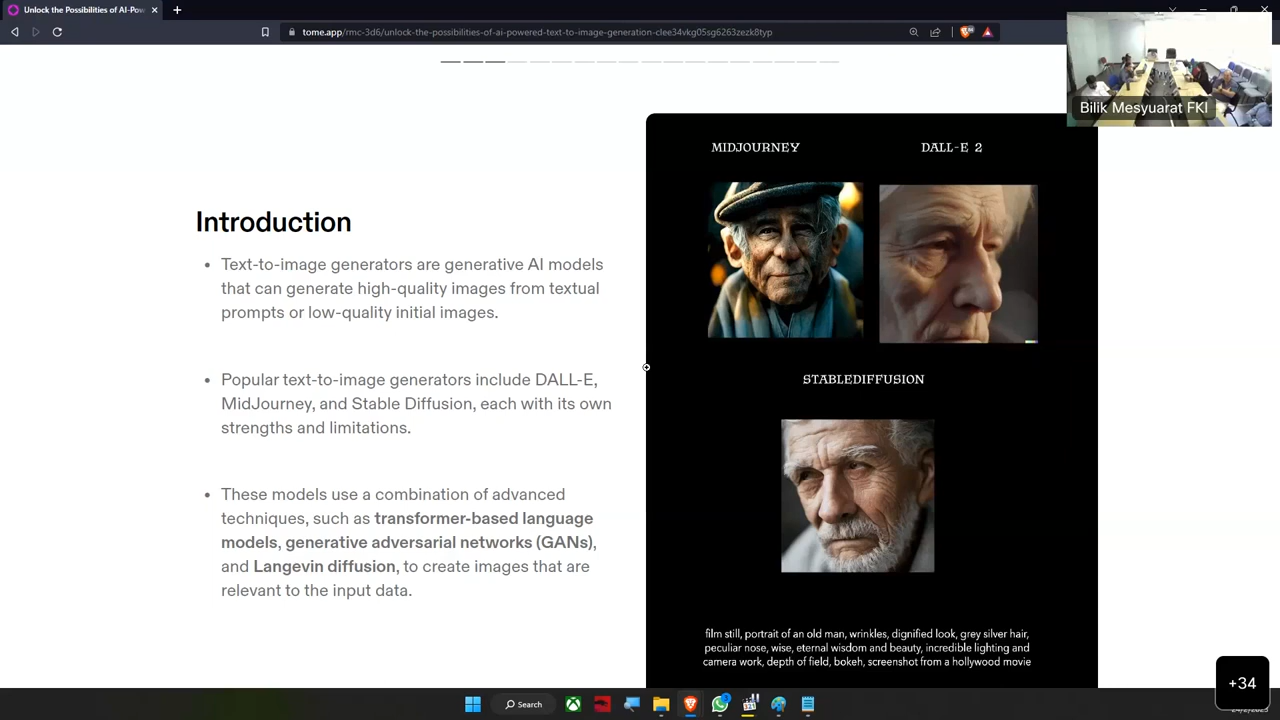 Unlock the Possibilities of AI-Pow
tome.app/rmc-3d6/unlock-the-possibilities-of-ai-powered-text-to-image-generation-clee34vkg05sg6263zezk8typ
Bilik Mesyuarat FKI
Introduction
• Text-to-image generators are generative AI models
that can generate high-quality images from textual
prompts or low-quality initial images.
• Popular text-to-image generators include DALL-E,
MidJourney, and Stable Diffusion, each with its own
strengths and limitations.
• These models use a combination of advanced
techniques, such as transformer-based language
models, generative adversarial networks (GANs),
and Langevin diffusion, to create images that are
relevant to the input data.
MIDJOURNEY
DALL-E 2
STABLEDIFFUSION
film still, portrait of an old man, wrinkles, dignified look, grey silver hair,
peculiar nose, wise, eternal wisdom and beauty, incredible lighting and
camera work, depth of field, bokeh, screenshot from a hollywood movie
+34
Search